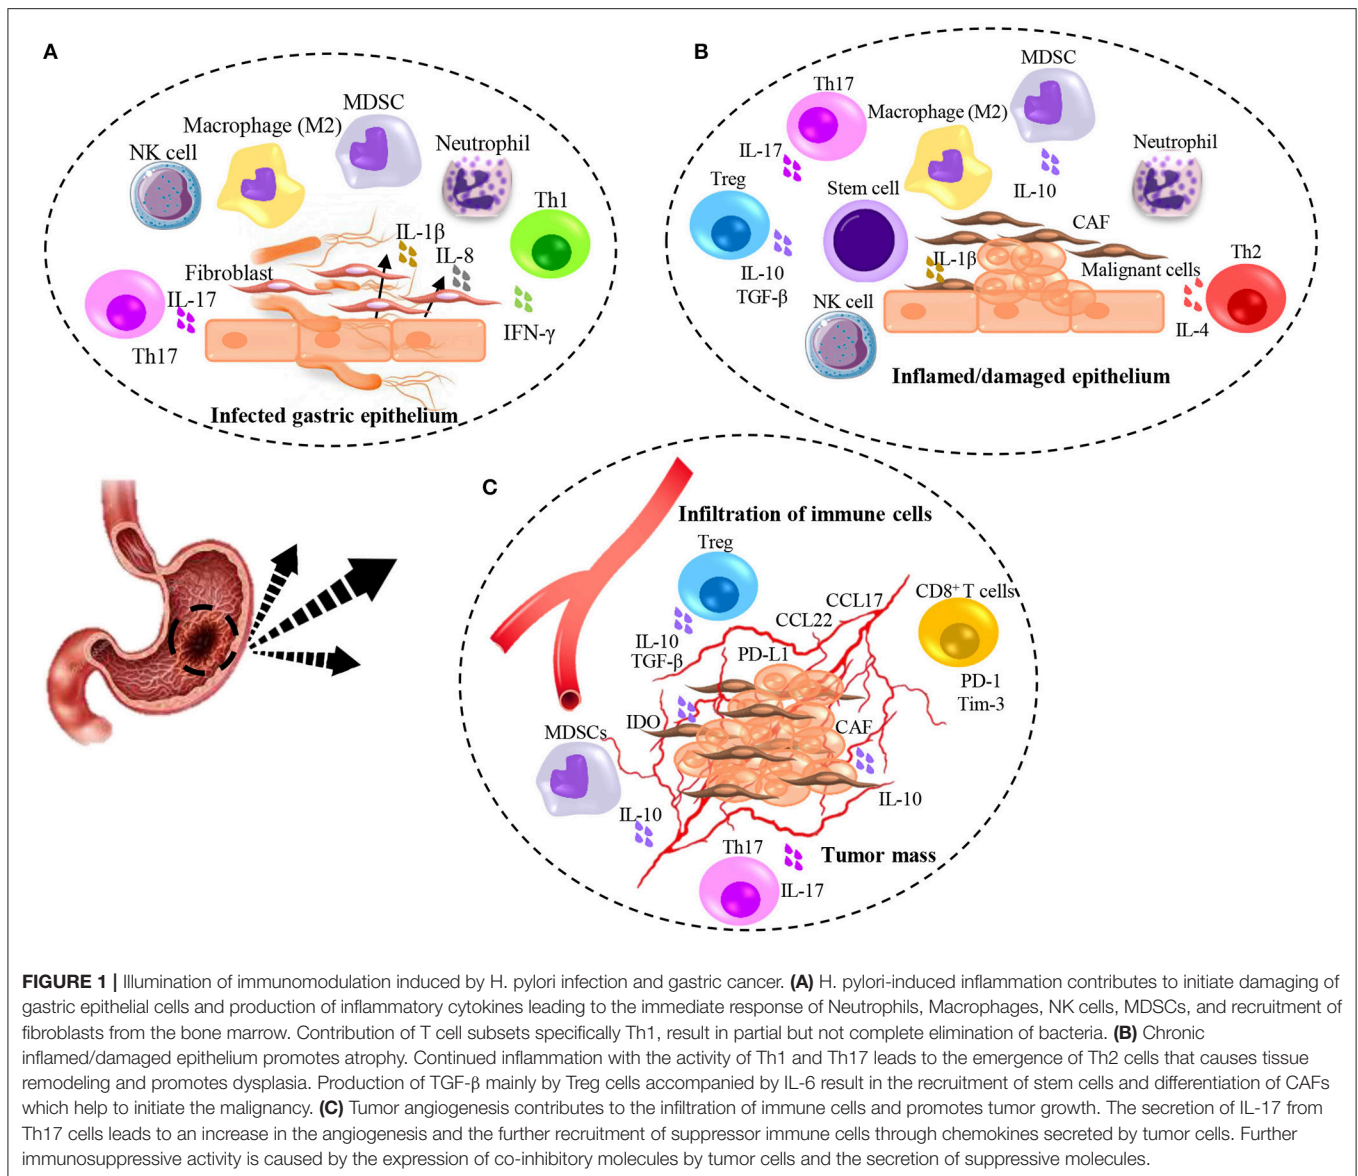 A
MDSC
Macrophage (M2)
NK cell
Neutrophil
Th1
IL-1β
IL-8
Fibroblast
IL-17
IFN-γ
Th17
Infected gastric epithelium
B
MDSC
Th17
Macrophage (M2)
Neutrophil
IL-17
Treg
Stem cell
IL-10
CAF
IL-1β
Th2
IL-10
TGF-β
Malignant cells
NK cell
IL-4
Inflamed/damaged epithelium
C
Infiltration of immune cells
Treg
CD8⁺ T cells
CCL17
CCL22
IL-10
TGF-β
PD-L1
PD-1
Tim-3
IDO
CAF
MDSCs
IL-10
IL-10
Th17
Tumor mass
IL-17
FIGURE 1 | Illumination of immunomodulation induced by H. pylori infection and gastric cancer. (A) H. pylori-induced inflammation contributes to initiate damaging of
gastric epithelial cells and production of inflammatory cytokines leading to the immediate response of Neutrophils, Macrophages, NK cells, MDSCs, and recruitment of
fibroblasts from the bone marrow. Contribution of T cell subsets specifically Th1, result in partial but not complete elimination of bacteria. (B) Chronic
inflamed/damaged epithelium promotes atrophy. Continued inflammation with the activity of Th1 and Th17 leads to the emergence of Th2 cells that causes tissue
remodeling and promotes dysplasia. Production of TGF-β mainly by Treg cells accompanied by IL-6 result in the recruitment of stem cells and differentiation of CAFs
which help to initiate the malignancy. (C) Tumor angiogenesis contributes to the infiltration of immune cells and promotes tumor growth. The secretion of IL-17 from
Th17 cells leads to an increase in the angiogenesis and the further recruitment of suppressor immune cells through chemokines secreted by tumor cells. Further
immunosuppressive activity is caused by the expression of co-inhibitory molecules by tumor cells and the secretion of suppressive molecules.